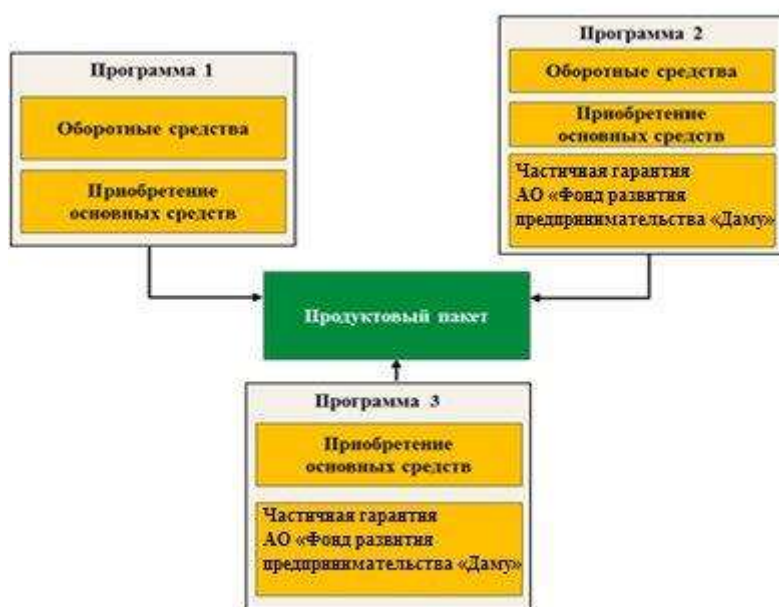 Программа 1
Оборотные средства
Приобретение
основных средств
Программа 2
Оборотные средства
Приобретение
основных средств
Частичная гарантия
АО «Фонд развития
предпринимательства «Даму»
Продуктовый пакет
Программа 3
Приобретение
основных средств
Частичная гарантия
АО «Фонд развития
предпринимательства «Даму»